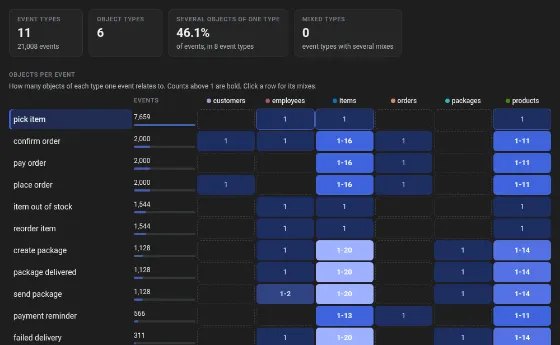 EVENT TYPES
11
21,008 events
OBJECT TYPES
6
SEVERAL OBJECTS OF ONE TYPE
46.1%
of events, in 8 event types
MIXED TYPES
0
event types with several mixes
OBJECTS PER EVENT
How many objects of each type one event relates to. Counts above 1 are bold. Click a row for its mixes.
EVENTS customers employees items orders packages products
pick item 7,659 1 1 1
confirm order 2,000 1 1 1-16 1 1-11
pay order 2,000 1-16 1 1-11
place order 2,000 1 1-16 1 1-11
item out of stock 1,544 1 1 1
reorder item 1,544 1 1 1
create package 1,128 1 1-20 1 1-14
package delivered 1,128 1 1-20 1 1-14
send package 1,128 1-2 1-20 1 1-14
payment reminder 566 1-13 1 1-11
failed delivery 311 1 1-20 1 1-14